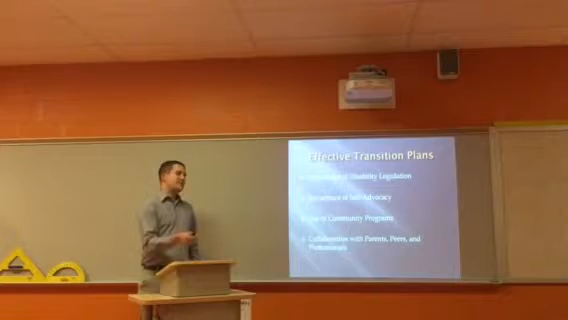 Effective Transition Plans
of Disability Legislation
of Self-Advocacy
of Community Programs
Collaboration with Parents, Peers, and
Professionals